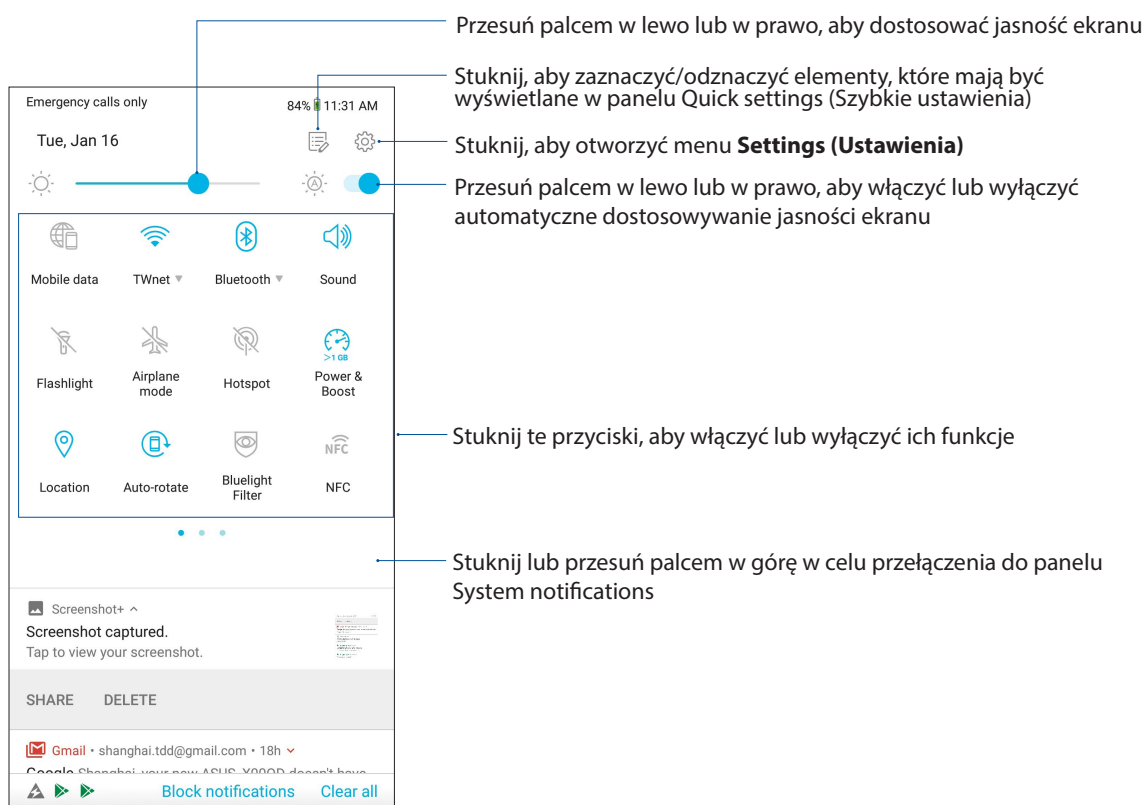 Przesuń palcem w lewo lub w prawo, aby dostosować jasność ekranu
Stuknij, aby zaznaczyć/odznaczyć elementy, które mają być
wyświetlane w panelu Quick settings (Szybkie ustawienia)
Stuknij, aby otworzyć menu Settings (Ustawienia)
Przesuń palcem w lewo lub w prawo, aby włączyć lub wyłączyć
automatyczne dostosowywanie jasności ekranu
Emergency calls only 84% 11:31 AM
Tue, Jan 16
A
Mobile data TWnet Bluetooth Sound
>1 GB
Flashlight Airplane mode Hotspot Power & Boost
NFC
Location Auto-rotate Bluelight Filter NFC
Stuknij te przyciski, aby włączyć lub wyłączyć ich funkcje
Stuknij lub przesuń palcem w górę w celu przełączenia do panelu
System notifications
Screenshot+
Screenshot captured.
Tap to view your screenshot.
SHARE DELETE
Gmail • shanghai.tdd@gmail.com • 18h
Google Shanghai, your new ASUS
Block notifications Clear all